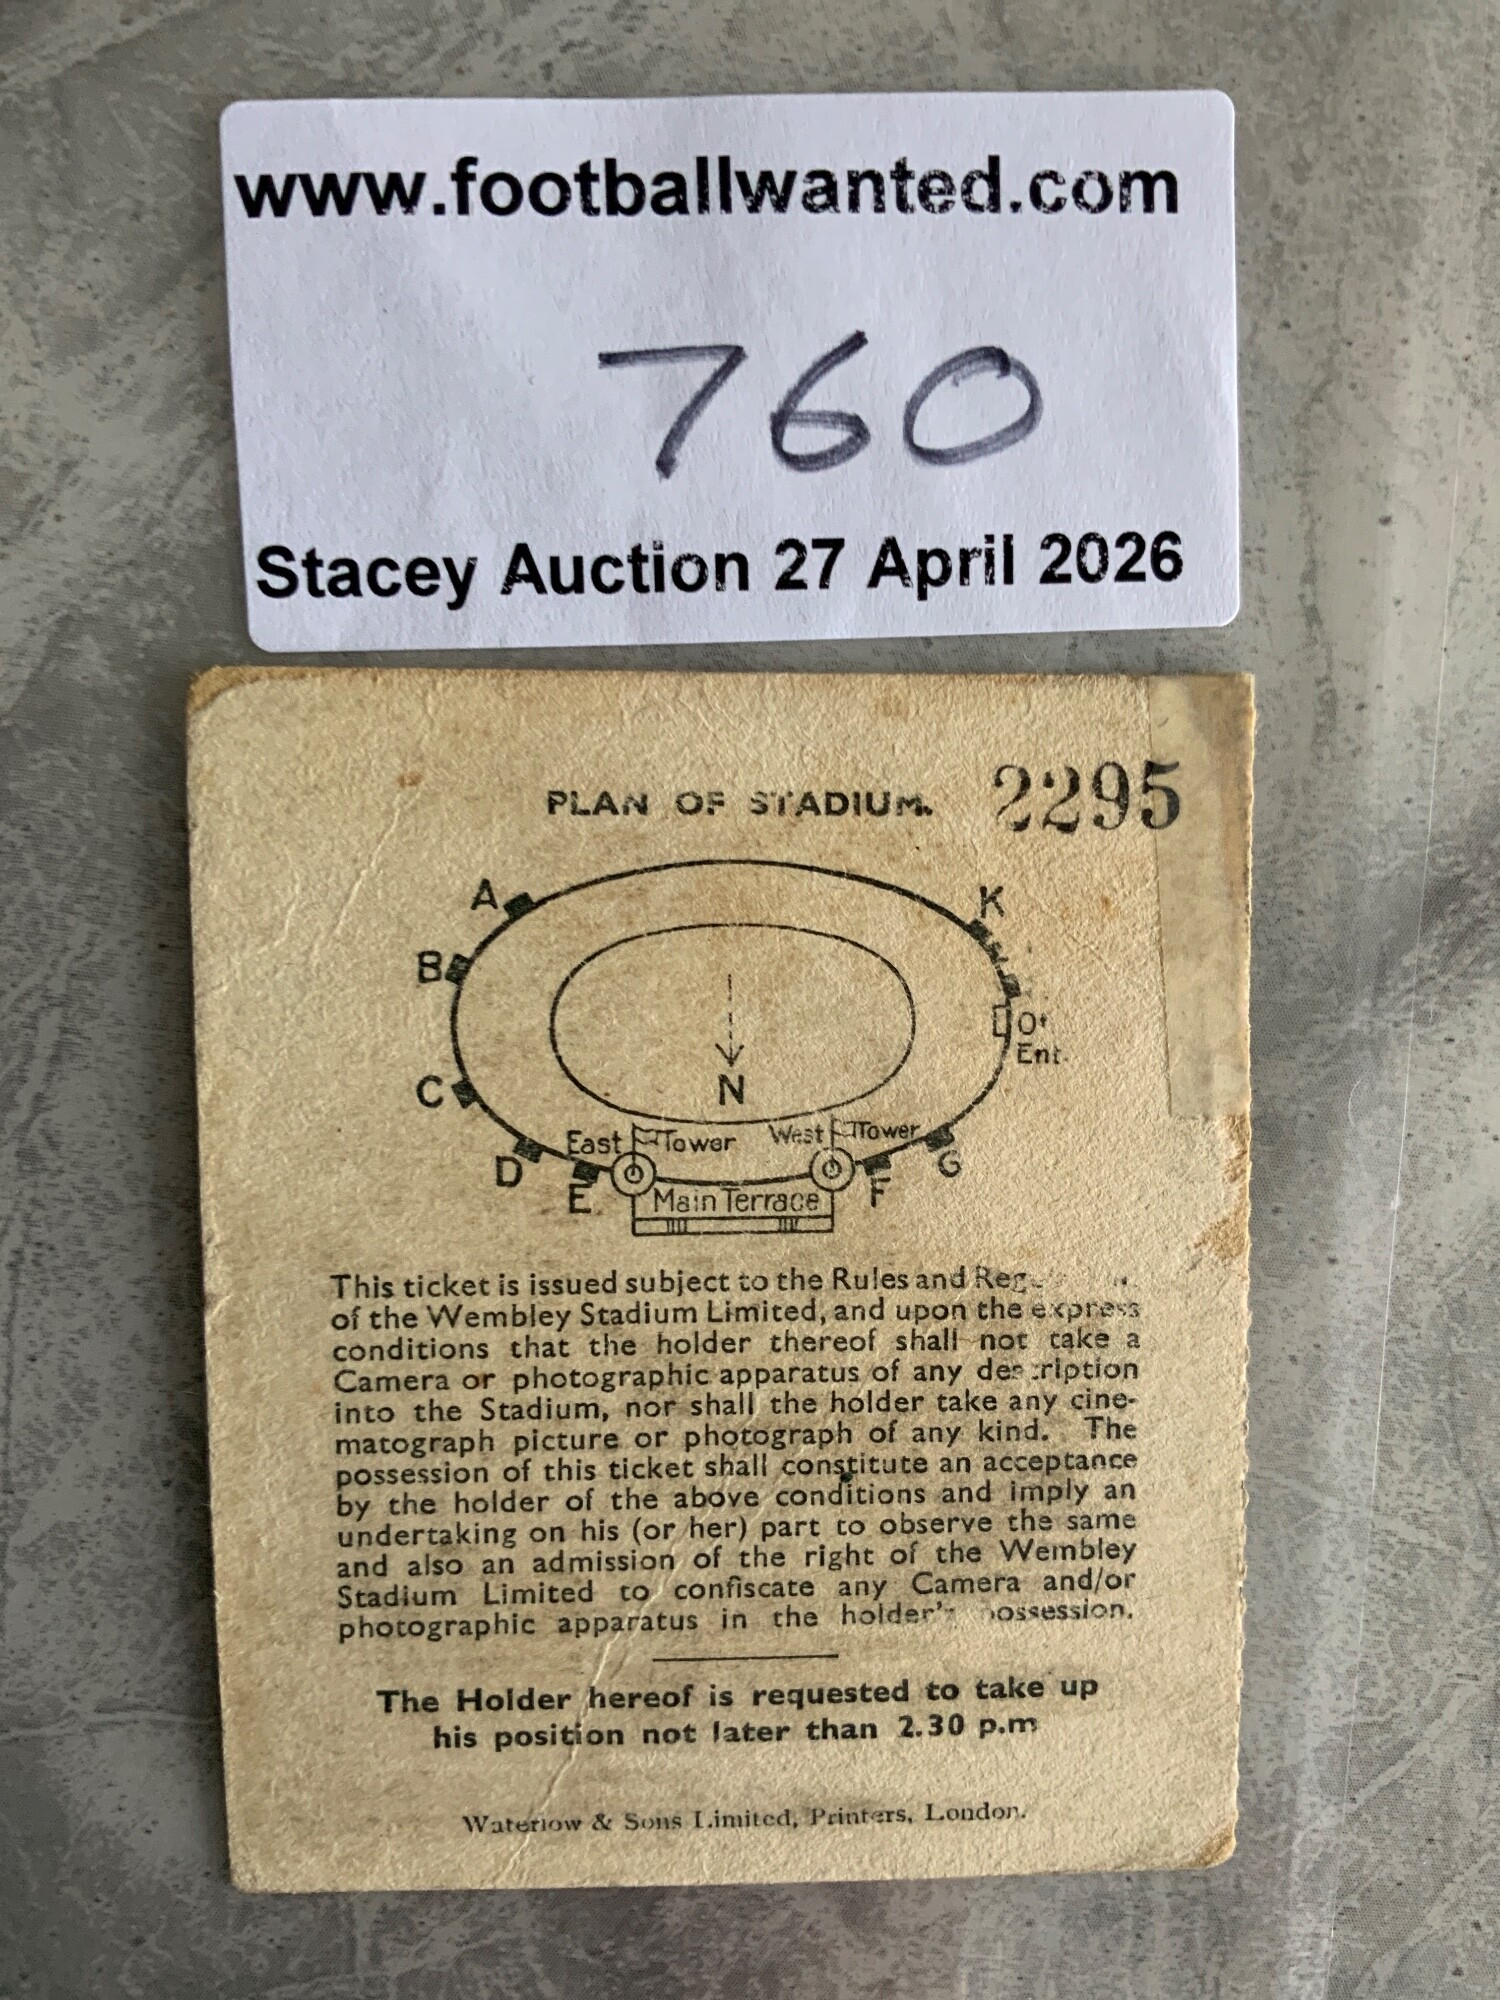 www.footballwanted.com
760
Stacey Auction 27 April 2026
PLAN OF STADIUM. 2295
A K
B
O'
Ent.
C N
East Tower West Tower
D G
E Main Terrace F
This ticket is issued subject to the Rules and
of the Wembley Stadium Limited, and upon the express
conditions that the holder thereof shall not take a
Camera or photographic apparatus of any description
into the Stadium, nor shall the holder take any cine-
matograph picture or photograph of any kind. The
possession of this ticket shall constitute an acceptance
by the holder of the above conditions and imply an
undertaking on his (or her) part to observe the same
and also an admission of the right of the Wembley
Stadium Limited to confiscate any Camera and/or
photographic apparatus in the holder's possession.
The Holder hereof is requested to take up
his position not later than 2.30 p.m
Waterlow & Sons Limited, Printers, London.